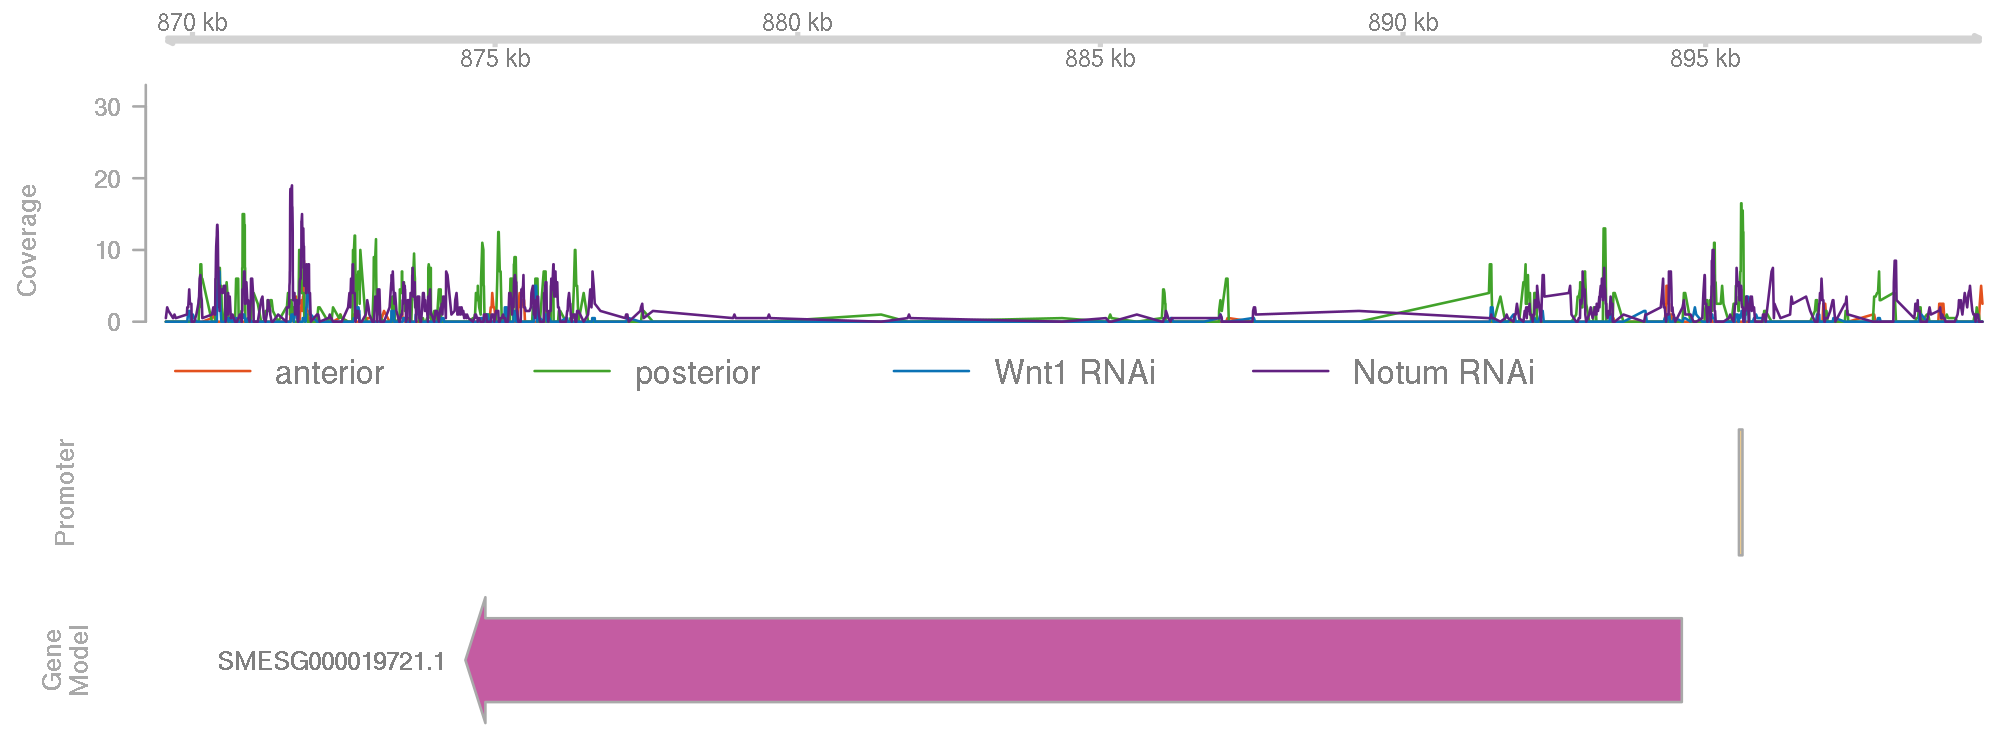 870 kb 880 kb 890 kb
875 kb 885 kb 895 kb
30
20
10
0
Coverage
anterior posterior Wnt1 RNAi Notum RNAi
Promoter
Gene
Model
SMESG000019721.1